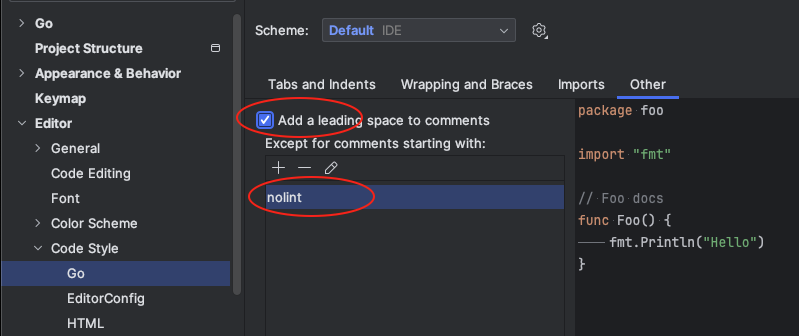 Go
Project Structure
Appearance & Behavior
Keymap
Editor
General
Code Editing
Font
Color Scheme
Code Style
Go
EditorConfig
HTML
Scheme: Default IDE
Tabs and Indents Wrapping and Braces Imports Other
Add a leading space to comments
Except for comments starting with:
nolint
package foo
import "fmt"
// Foo docs
func Foo() {
fmt.Println("Hello")
}